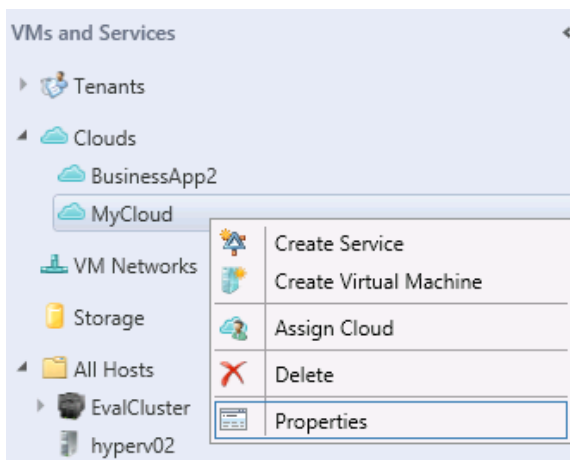 VMs and Services
Tenants
Clouds
BusinessApp2
MyCloud
Create Service
VM Networks
Create Virtual Machine
Storage
Assign Cloud
All Hosts
Delete
EvalCluster
Properties
hyperv02